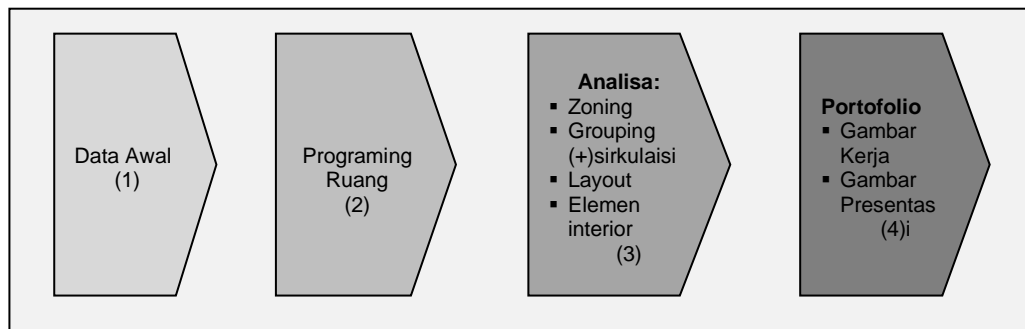 Data Awal
(1)
Programing
Ruang
(2)
Analisa:
▪ Zoning
▪ Grouping
(+)sirkulaisi
▪ Layout
▪ Elemen
interior
(3)
Portofolio
▪ Gambar
Kerja
▪ Gambar
Presentas
(4)i